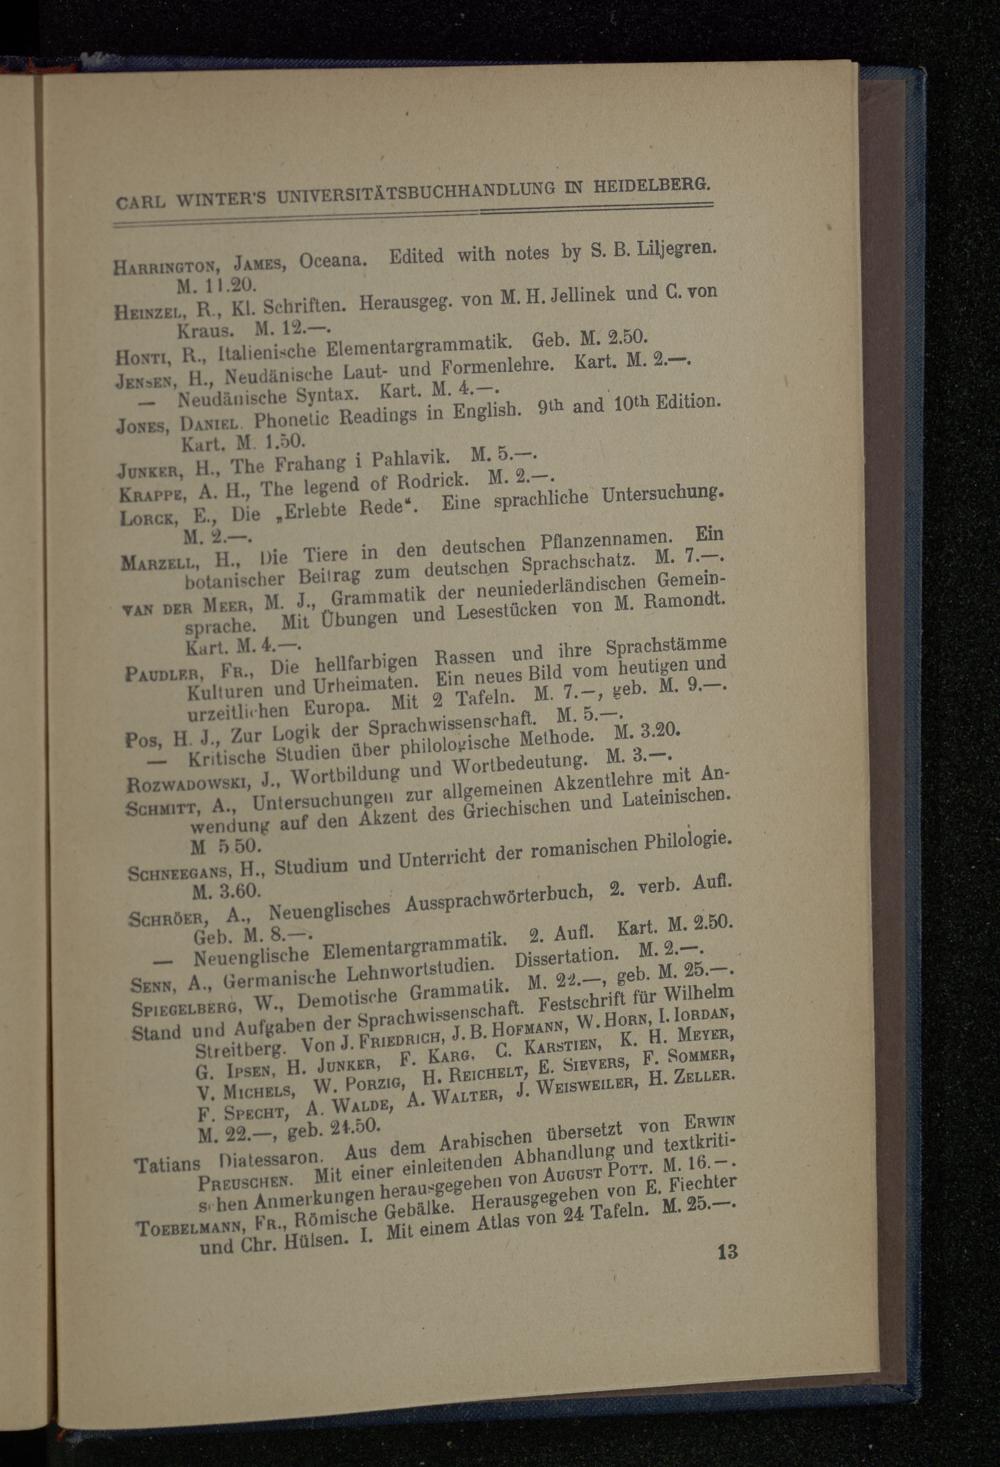 CARL WINTER'S UNIVERSITÄTSBUCHHANDLUNG IN HEIDELBERG.
HARRINGTON, JAMES, Oceana. Edited with notes by S. B. Liljegren.
M. 11.20.
HEINZEL, R., Kl. Schriften. Herausgeg. von M. H. Jellinek und C. von
Kraus. M. 12.—.
HONTI, R., Italienische Elementargrammatik. Geb. M. 2.50.
JENSEN, H., Neudänische Laut- und Formenlehre. Kart. M. 2.—.
— Neudänische Syntax. Kart. M. 4.—.
JONES, DANIEL. Phonetic Readings in English. 9th and 10th Edition.
Kart. M. 1.50.
JUNKER, H., The Frahang i Pahlavik. M. 5.—.
KRAPPE, A. H., The legend of Rodrick. M. 2.—.
LORCK, E., Die „Erlebte Rede“. Eine sprachliche Untersuchung.
M. 2.—.
MARZELL, H., Die Tiere in den deutschen Pflanzennamen. Ein
botanischer Beitrag zum deutschen Sprachschatz. M. 7.—.
VAN DER MEER, M. J., Grammatik der neuniederländischen Gemein-
sprache. Mit Übungen und Lesestücken von M. Ramondt.
Kart. M. 4.—.
PAUDLER, FR., Die hellfarbigen Rassen und ihre Sprachstämme
Kulturen und Urheimaten. Ein neues Bild vom heutigen und
urzeitlichen Europa. Mit 2 Tafeln. M. 7.—, geb. M. 9.—.
POS, H. J., Zur Logik der Sprachwissenschaft. M. 5.—.
— Kritische Studien über philologische Methode. M. 3.20.
ROZWADOWSKI, J., Wortbildung und Wortbedeutung. M. 3.—.
SCHMITT, A., Untersuchungen zur allgemeinen Akzentlehre mit An-
wendung auf den Akzent des Griechischen und Lateinischen.
M 5 50.
SCHNEEGANS, H., Studium und Unterricht der romanischen Philologie.
M. 3.60.
SCHRÖER, A., Neuenglisches Aussprachwörterbuch, 2. verb. Aufl.
Geb. M. 8.—.
— Neuenglische Elementargrammatik. 2. Aufl. Kart. M. 2.50.
SENN, A., Germanische Lehnwortstudien. Dissertation. M. 2.—.
SPIEGELBERG, W., Demotische Grammatik. M. 22.—, geb. M. 25.—.
Stand und Aufgaben der Sprachwissenschaft. Festschrift für Wilhelm
Streitberg. Von J. FRIEDRICH, J. B. HOFMANN, W. HORN, I. IORDAN,
G. IPSEN, H. JUNKER, F. KARG, C. KARSTIEN, K. H. MEYER,
V. MICHELS, W. PORZIG, H. REICHELT, E. SIEVERS, F. SOMMER,
F. SPECHT, A. WALDE, A. WALTER, J. WEISWEILER, H. ZELLER.
M. 22.—, geb. 24.50.
Tatians Diatessaron. Aus dem Arabischen übersetzt von ERWIN
PREUSCHEN. Mit einer einleitenden Abhandlung und textkriti-
schen Anmerkungen herausgegeben von AUGUST POTT. M. 16.—.
TOEBELMANN, FR., Römische Gebälke. Herausgegeben von E. Fiechter
und Chr. Hülsen. I. Mit einem Atlas von 24 Tafeln. M. 25.—.
13